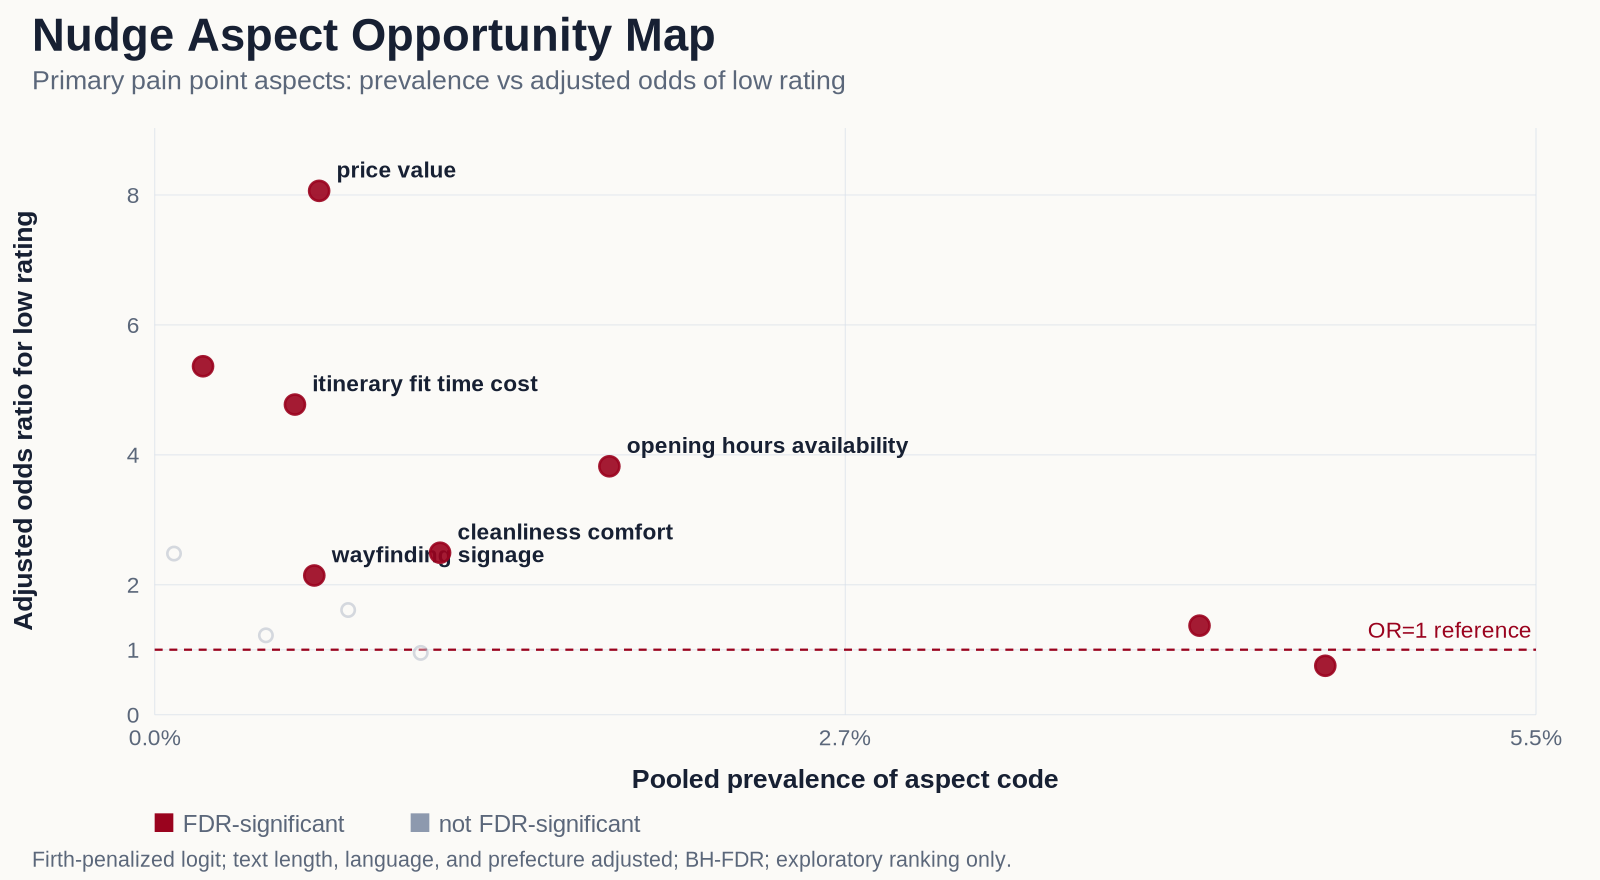 Nudge Aspect Opportunity Map
Primary pain point aspects: prevalence vs adjusted odds of low rating
Adjusted odds ratio for low rating
8
6
4
2
1
0
price value
itinerary fit time cost
opening hours availability
cleanliness comfort
wayfinding signage
OR=1 reference
0.0%
2.7%
5.5%
Pooled prevalence of aspect code
FDR-significant
not FDR-significant
Firth-penalized logit; text length, language, and prefecture adjusted; BH-FDR; exploratory ranking only.